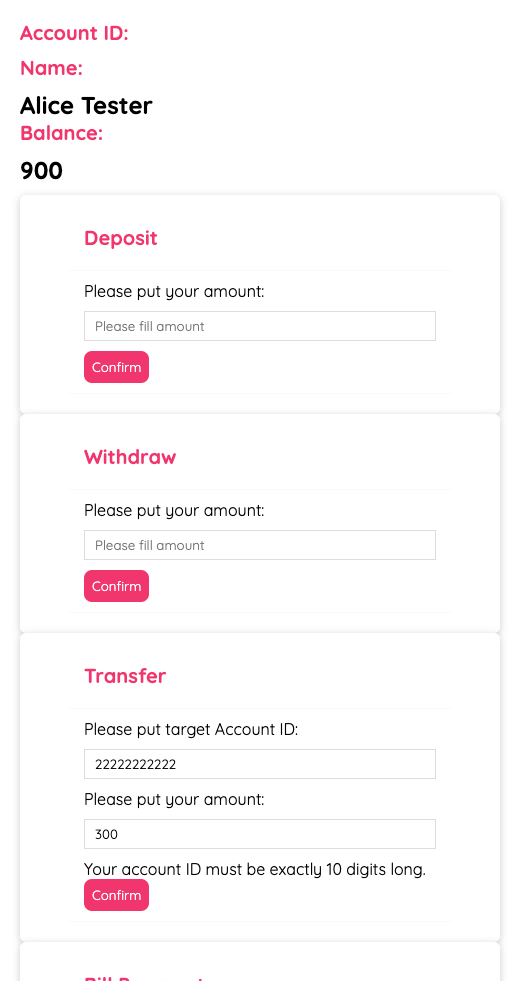 Account ID:
Name:
Alice Tester
Balance:
900
Deposit
Please put your amount:
Please fill amount
Confirm
Withdraw
Please put your amount:
Please fill amount
Confirm
Transfer
Please put target Account ID:
22222222222
Please put your amount:
300
Your account ID must be exactly 10 digits long.
Confirm